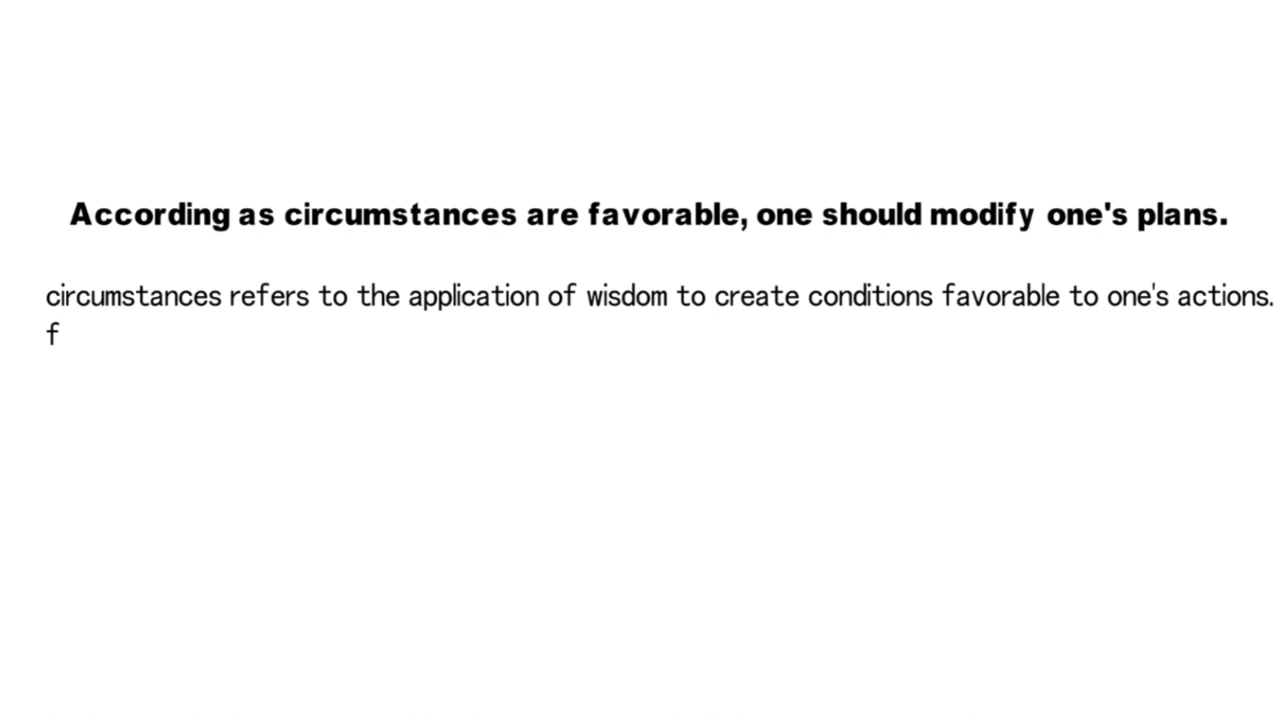 According as circumstances are favorable, one should modify one's plans.
circumstances refers to the application of wisdom to create conditions favorable to one's actions.
f